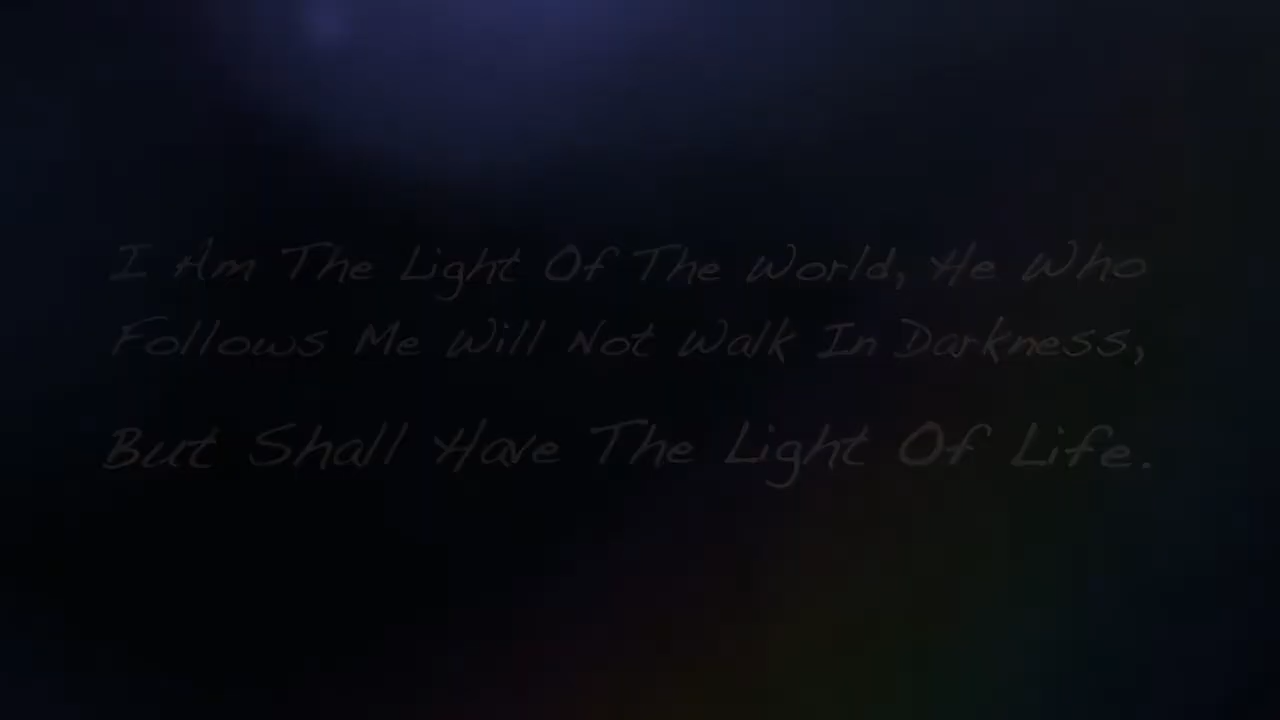 I Am The Light Of The World, He Who
Follows Me Will Not Walk In Darkness,
But Shall Have The Light Of Life.